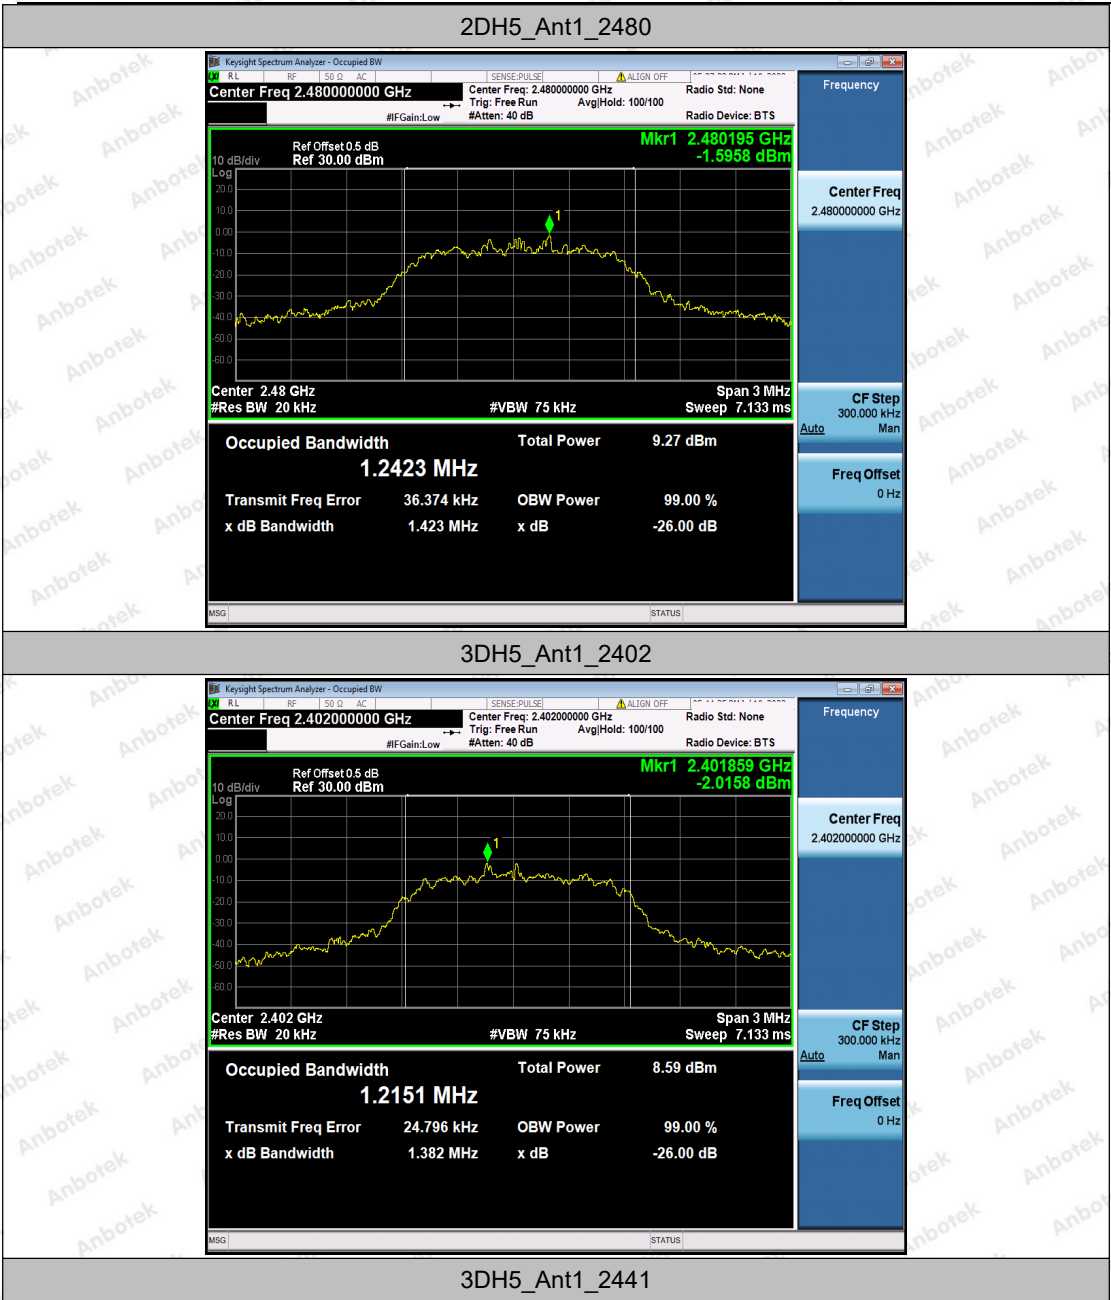 2DH5_Ant1_2480
Keysight Spectrum Analyzer - Occupied BW
RL RF 50 Ω AC SENSE:PULSE ALIGN OFF
Center Freq 2.480000000 GHz
Center Freq: 2.480000000 GHz
Radio Std: None
Trig: Free Run Avg|Hold: 100/100
#IFGain:Low #Atten: 40 dB
Radio Device: BTS
Frequency
Mkr1 2.480195 GHz
-1.5958 dBm
Ref Offset 0.5 dB
10 dB/div Ref 30.00 dBm
Log
20.0
10.0
0.00
-10.0
-20.0
-30.0
-40.0
-50.0
-60.0
1
Center 2.48 GHz
Span 3 MHz
#Res BW 20 kHz
#VBW 75 kHz
Sweep 7.133 ms
Center Freq
2.480000000 GHz
CF Step
300.000 kHz
Auto Man
Freq Offset
0 Hz
Occupied Bandwidth
1.2423 MHz
Total Power 9.27 dBm
Transmit Freq Error 36.374 kHz OBW Power 99.00 %
x dB Bandwidth 1.423 MHz x dB -26.00 dB
MSG STATUS
3DH5_Ant1_2402
Keysight Spectrum Analyzer - Occupied BW
RL RF 50 Ω AC SENSE:PULSE ALIGN OFF
Center Freq 2.402000000 GHz
Center Freq: 2.402000000 GHz
Radio Std: None
Trig: Free Run Avg|Hold: 100/100
#IFGain:Low #Atten: 40 dB
Radio Device: BTS
Frequency
Mkr1 2.401859 GHz
-2.0158 dBm
Ref Offset 0.5 dB
10 dB/div Ref 30.00 dBm
Log
20.0
10.0
0.00
-10.0
-20.0
-30.0
-40.0
-50.0
-60.0
1
Center 2.402 GHz
Span 3 MHz
#Res BW 20 kHz
#VBW 75 kHz
Sweep 7.133 ms
Center Freq
2.402000000 GHz
CF Step
300.000 kHz
Auto Man
Freq Offset
0 Hz
Occupied Bandwidth
1.2151 MHz
Total Power 8.59 dBm
Transmit Freq Error 24.796 kHz OBW Power 99.00 %
x dB Bandwidth 1.382 MHz x dB -26.00 dB
MSG STATUS
3DH5_Ant1_2441